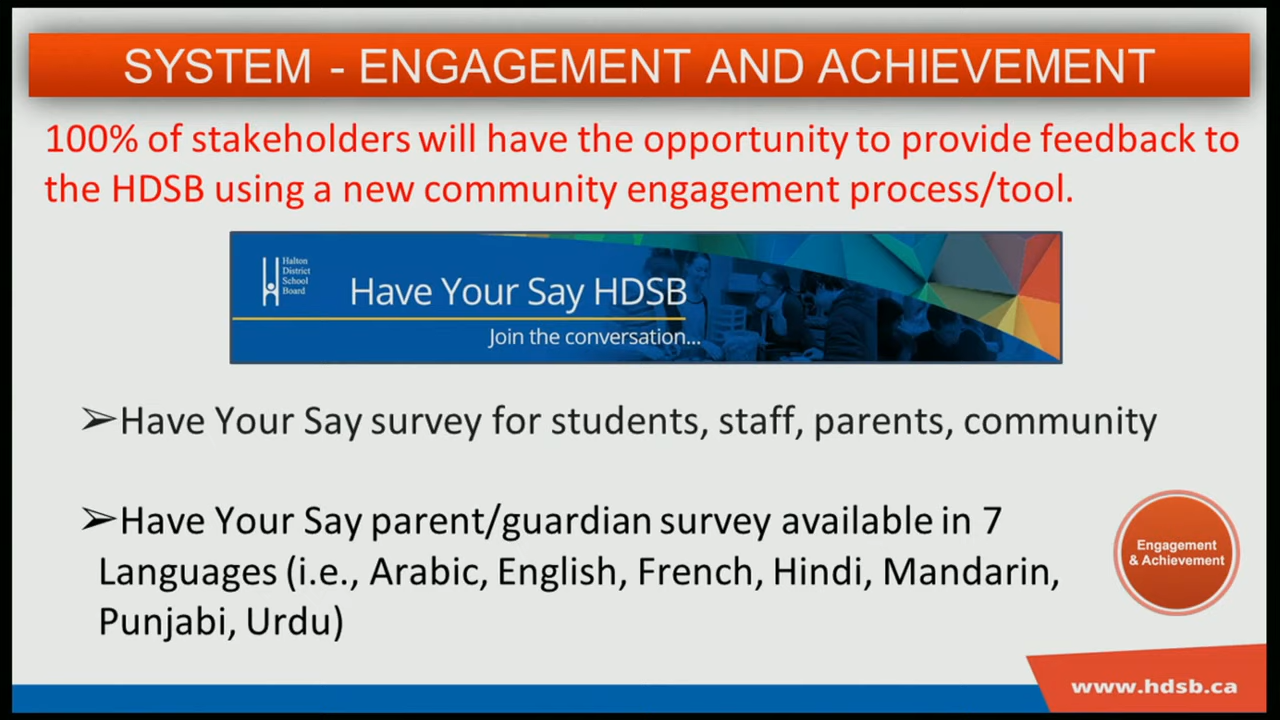 SYSTEM - ENGAGEMENT AND ACHIEVEMENT
100% of stakeholders will have the opportunity to provide feedback to
the HDSB using a new community engagement process/tool.
Halton
District
School
Board
Have Your Say HDSB
Join the conversation...
➢Have Your Say survey for students, staff, parents, community
➢Have Your Say parent/guardian survey available in 7
Languages (i.e., Arabic, English, French, Hindi, Mandarin,
Punjabi, Urdu)
Engagement
& Achievement
www.hdsb.ca